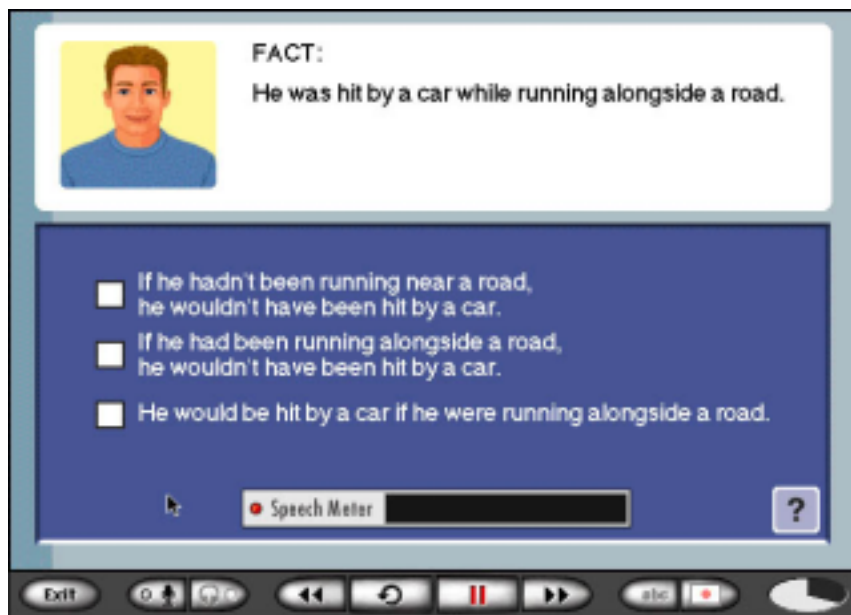 FACT:
He was hit by a car while running alongside a road.
If he hadn't been running near a road,
he wouldn't have been hit by a car.
If he had been running alongside a road,
he wouldn't have been hit by a car.
He would be hit by a car if he were running alongside a road.
Speech Meter
?
Exit
abc